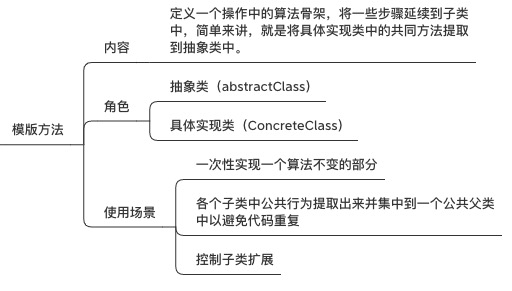 模版方法
内容
定义一个操作中的算法骨架，将一些步骤延续到子类
中，简单来讲，就是将具体实现类中的共同方法提取
到抽象类中。
角色
抽象类（abstractClass）
具体实现类（ConcreteClass）
使用场景
一次性实现一个算法不变的部分
各个子类中公共行为提取出来并集中到一个公共父类
中以避免代码重复
控制子类扩展